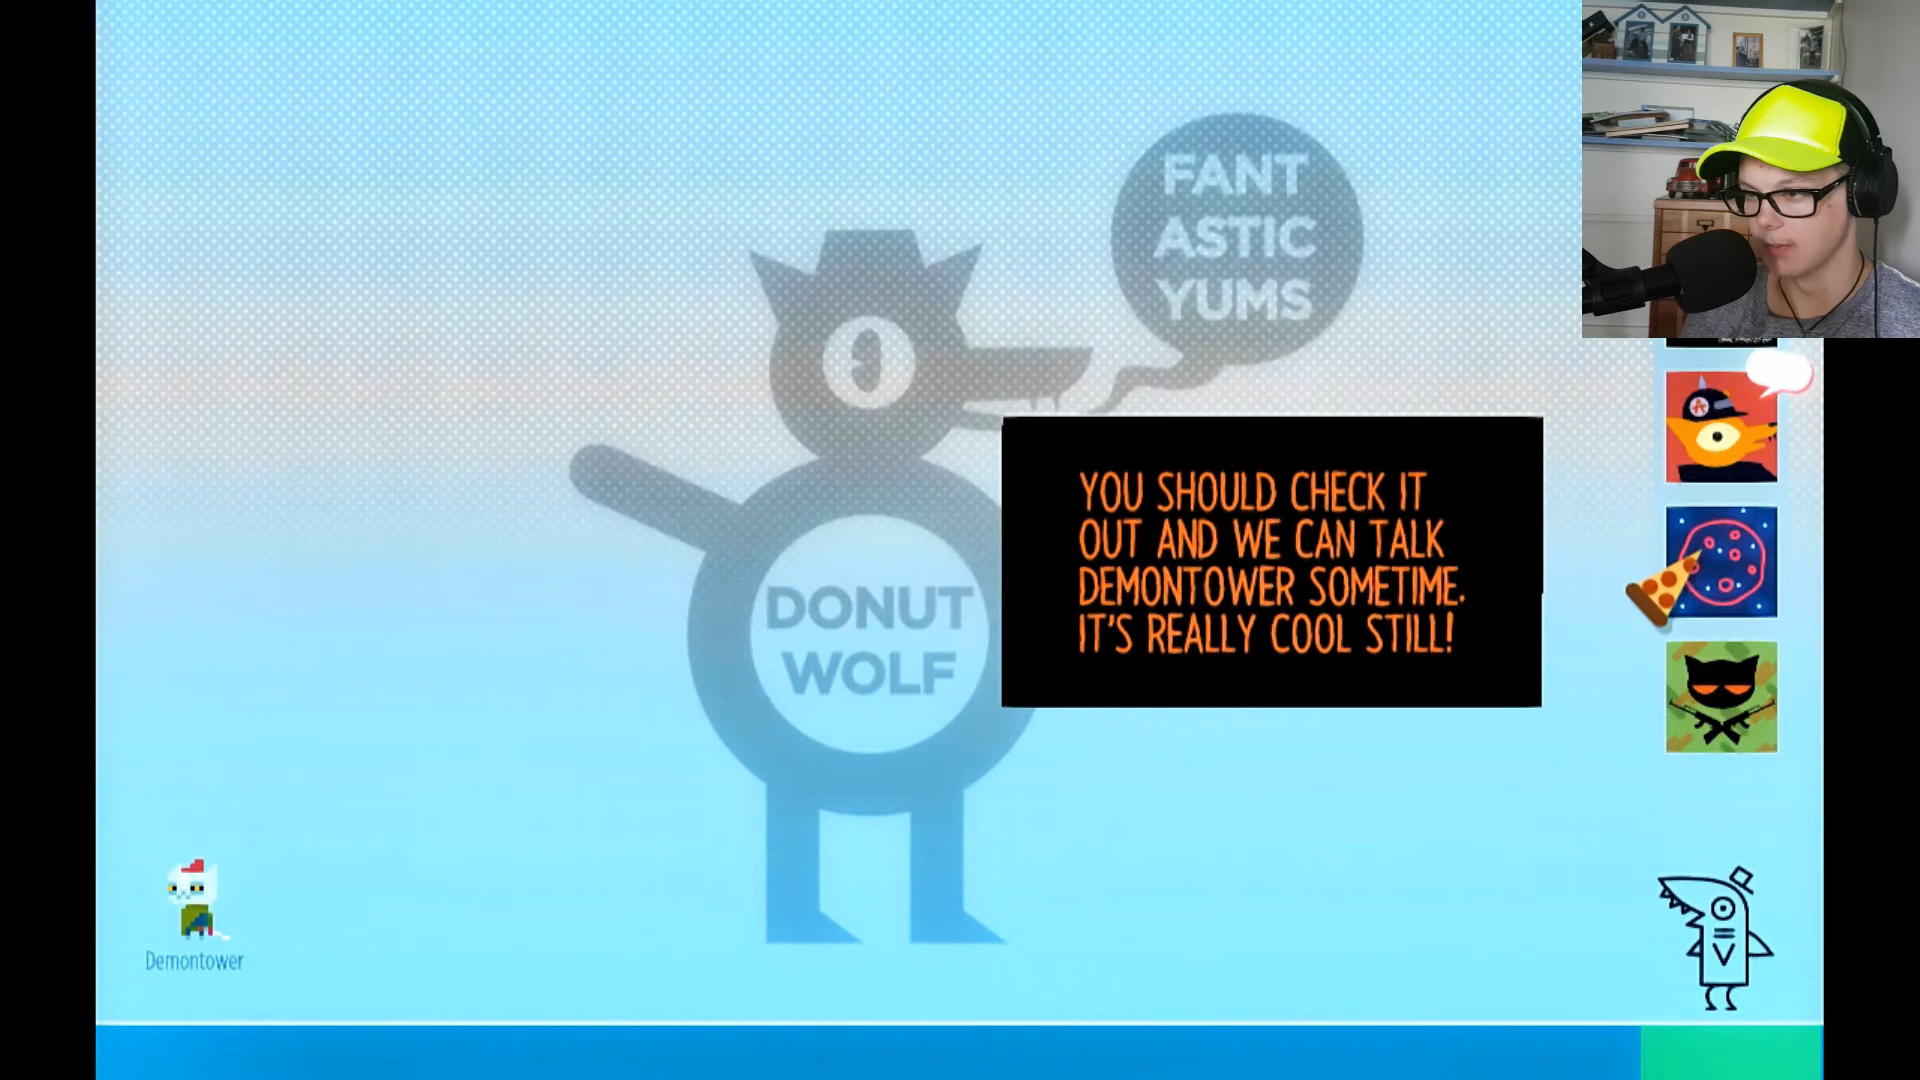 FANT
ASTIC
YUMS
YOU SHOULD CHECK IT
OUT AND WE CAN TALK
DEMONTOWER SOMETIME.
IT'S REALLY COOL STILL!
DONUT
WOLF
Demontower